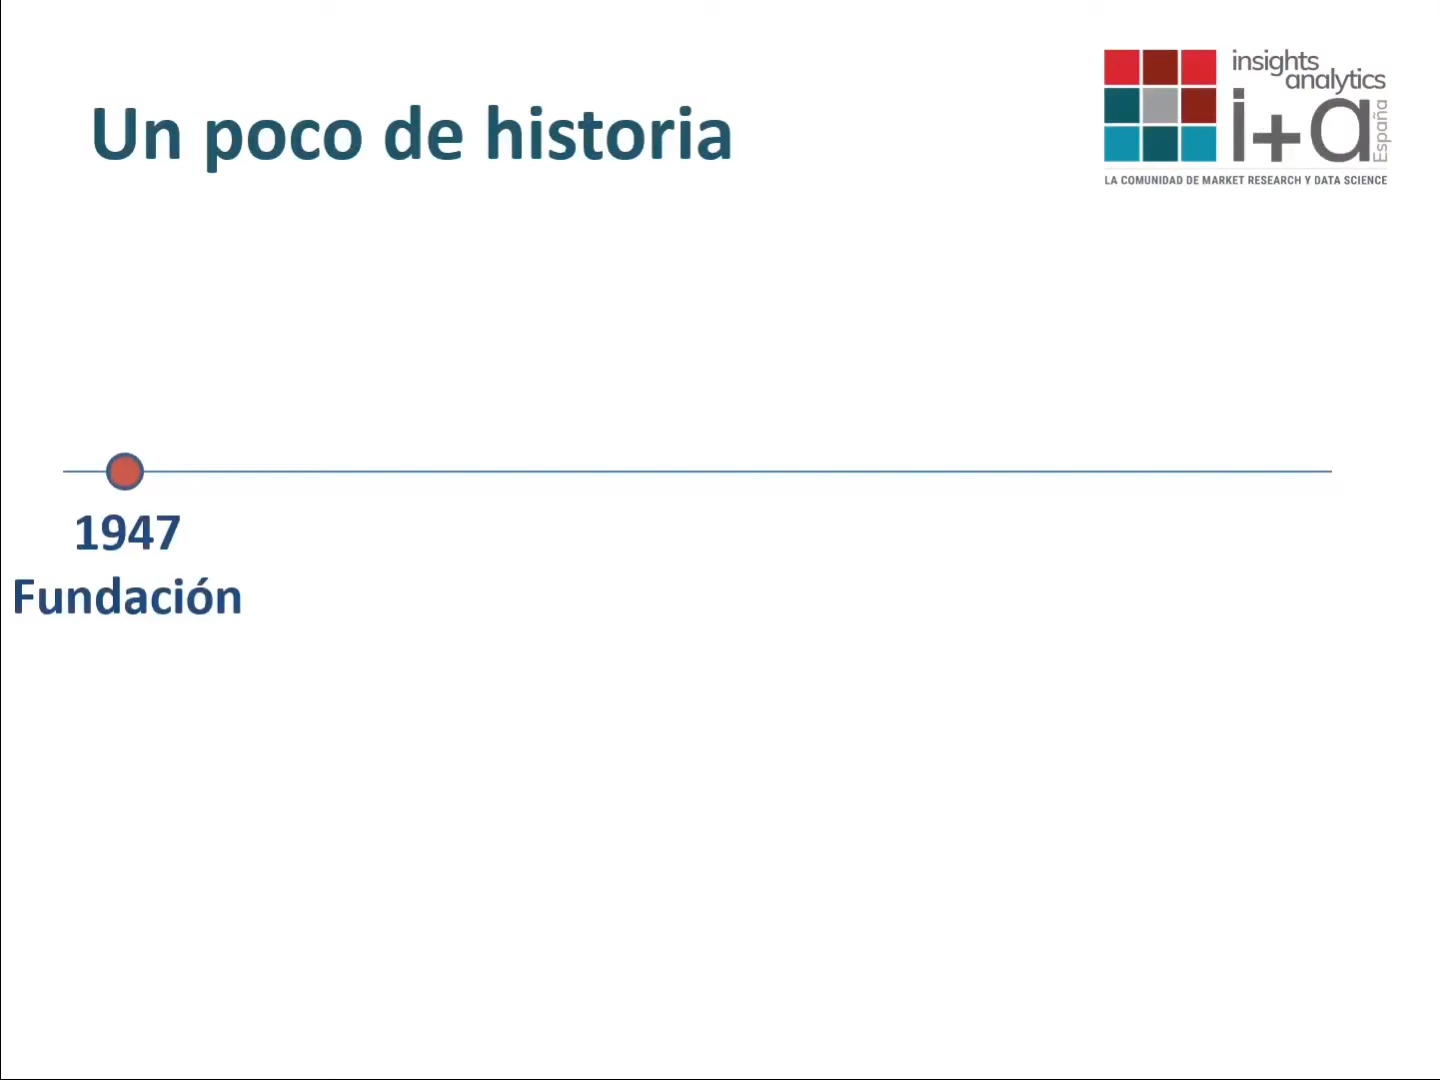 Un poco de historia
insights
analytics
i+a
España
LA COMUNIDAD DE MARKET RESEARCH Y DATA SCIENCE
1947
Fundación